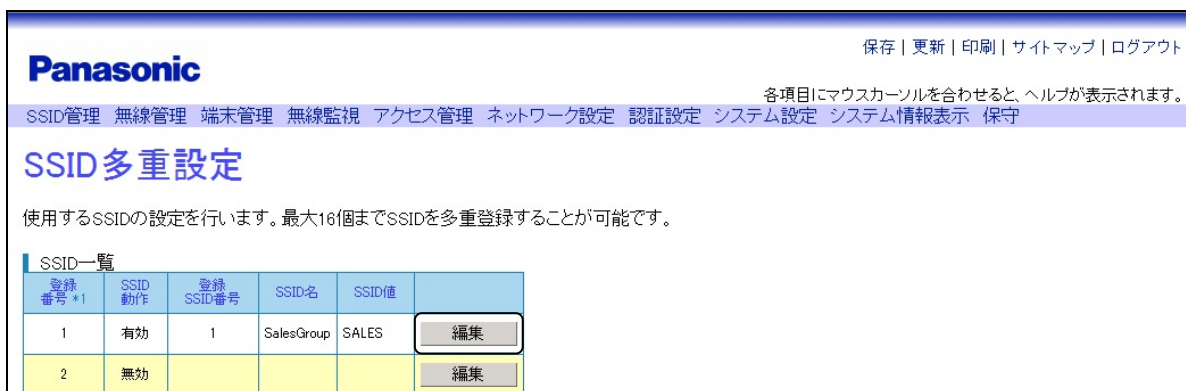 保存 | 更新 | 印刷 | サイトマップ | ログアウト
Panasonic
各項目にマウスカーソルを合わせると、ヘルプが表示されます。
SSID管理 無線管理 端末管理 無線監視 アクセス管理 ネットワーク設定 認証設定 システム設定 システム情報表示 保守
SSID多重設定
使用するSSIDの設定を行います。最大16個までSSIDを多重登録することが可能です。
SSID一覧
登録番号 *1 SSID動作 登録SSID番号 SSID名 SSID値
1 有効 1 SalesGroup SALES 編集
2 無効 編集